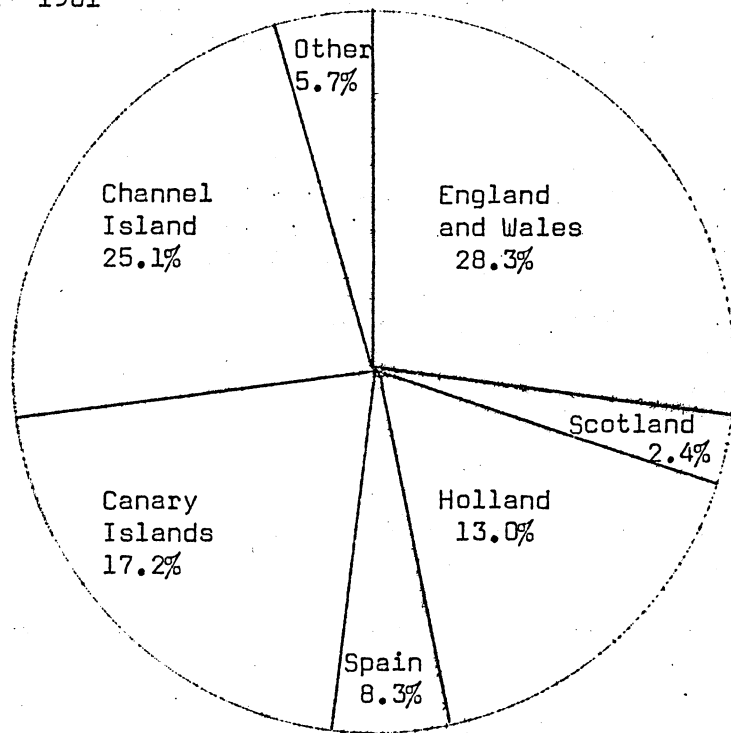 1981
Other
5.7%
England
and Wales
28.3%
Scotland
2.4%
Holland
13.0%
Spain
8.3%
Canary
Islands
17.2%
Channel
Island
25.1%